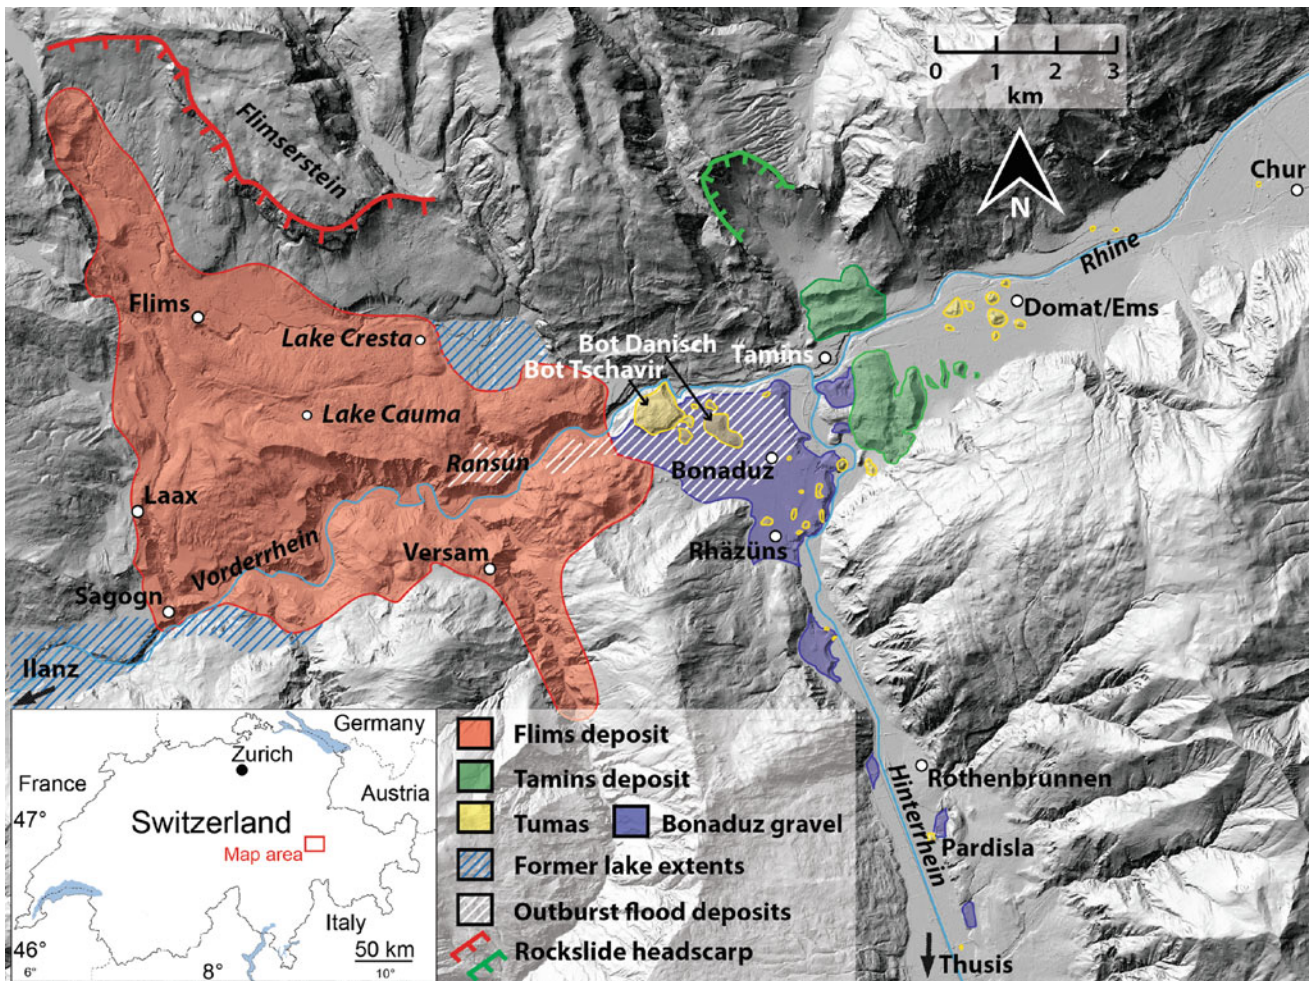 0 1 2 3
km
N
Flimserstein
Chur
Rhine
Flims
Domat/Ems
Lake Cresta
Bot Danisch
Tamins
Bot Tschavir
Lake Cauma
Ransun
Bonaduz
Laax
Vorderrhein
Versam
Rhäzüns
Sagogn
Ilanz
Rothenbrunnen
Hinterrhein
Pardisla
Thusis
Flims deposit
Tamins deposit
Tumas
Bonaduz gravel
Former lake extents
Outburst flood deposits
Rockslide headscarp
Germany
Zurich
France
Austria
47°
Switzerland
Map area
Italy
50 km
46°
6°
8°
10°